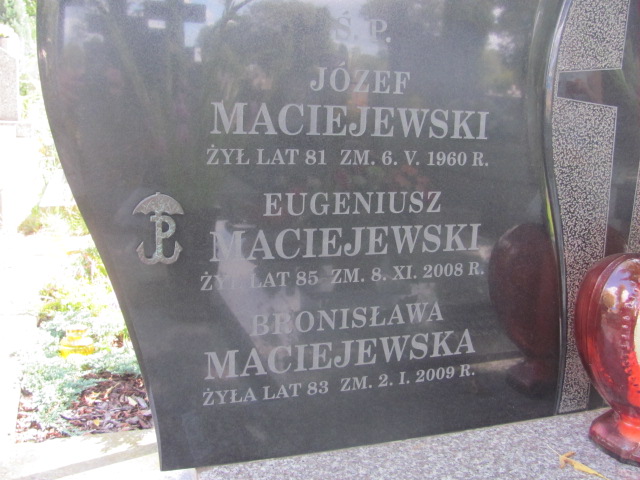 Ś. P.
JÓZEF
MACIEJEWSKI
ŻYŁ LAT 81 ZM. 6. V. 1960 R.
EUGENIUSZ
MACIEJEWSKI
ŻYŁ LAT 85 ZM. 8. XI. 2008 R.
BRONISŁAWA
MACIEJEWSKA
ŻYŁA LAT 83 ZM. 2. I. 2009 R.